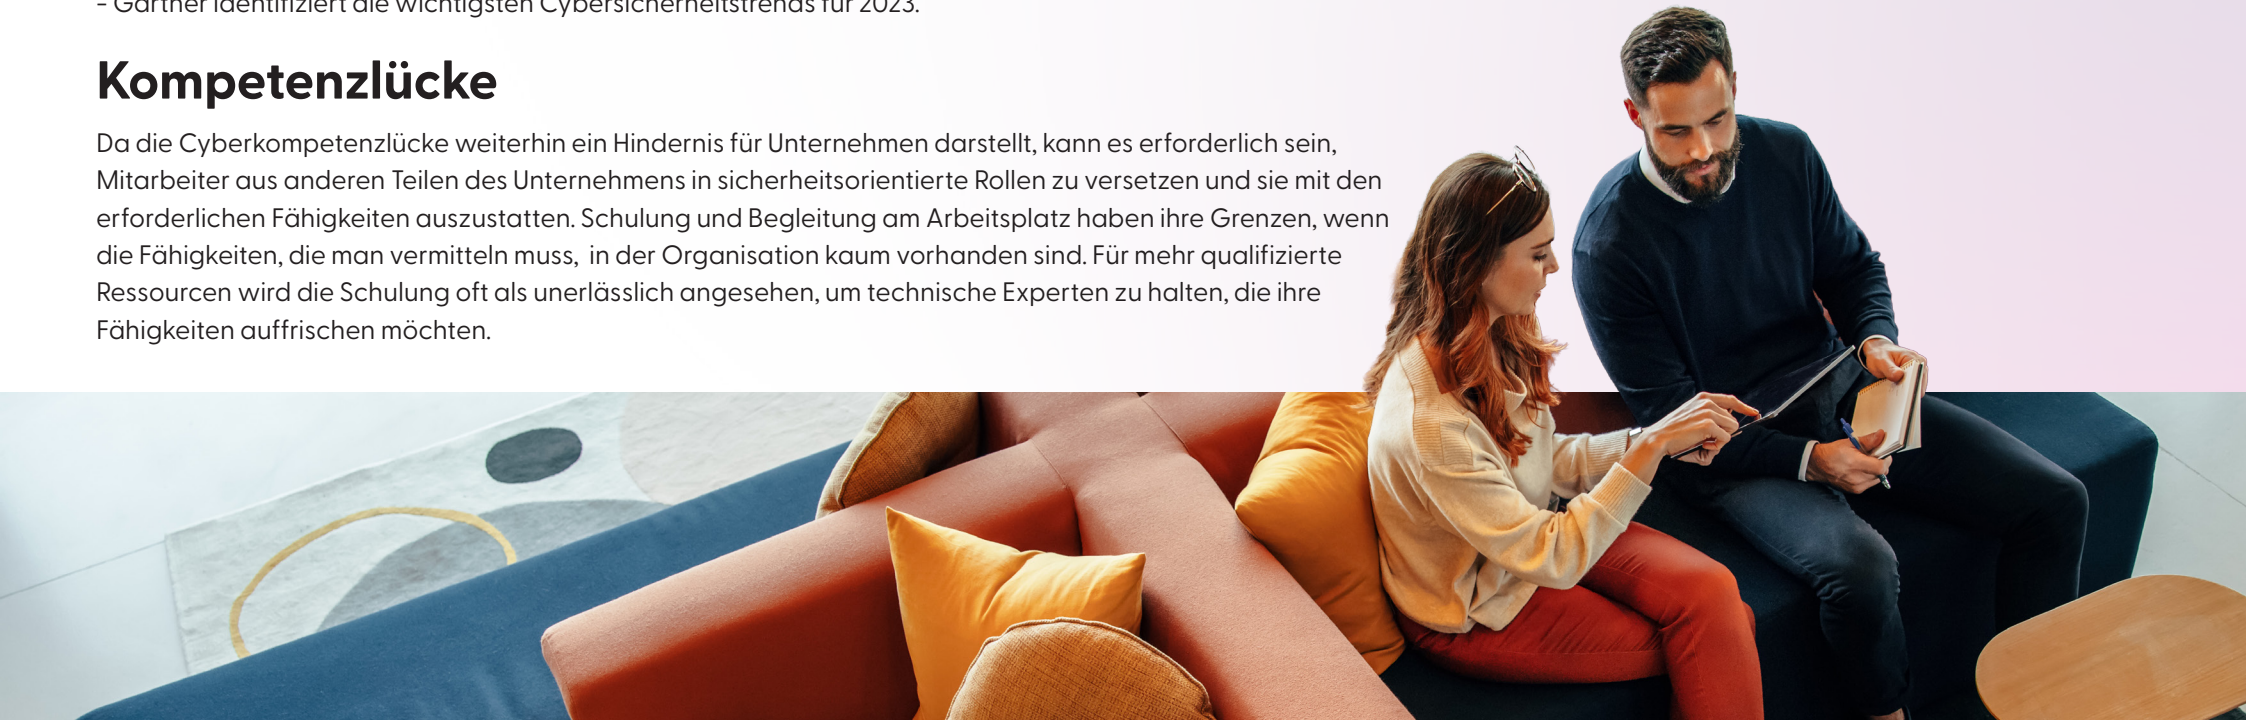 - Gartner identifiziert die wichtigsten Cybersicherheitstrends für 2023.
Kompetenzlücke
Da die Cyberkompetenzlücke weiterhin ein Hindernis für Unternehmen darstellt, kann es erforderlich sein,
Mitarbeiter aus anderen Teilen des Unternehmens in sicherheitsorientierte Rollen zu versetzen und sie mit den
erforderlichen Fähigkeiten auszustatten. Schulung und Begleitung am Arbeitsplatz haben ihre Grenzen, wenn
die Fähigkeiten, die man vermitteln muss,  in der Organisation kaum vorhanden sind. Für mehr qualifizierte
Ressourcen wird die Schulung oft als unerlässlich angesehen, um technische Experten zu halten, die ihre
Fähigkeiten auffrischen möchten.